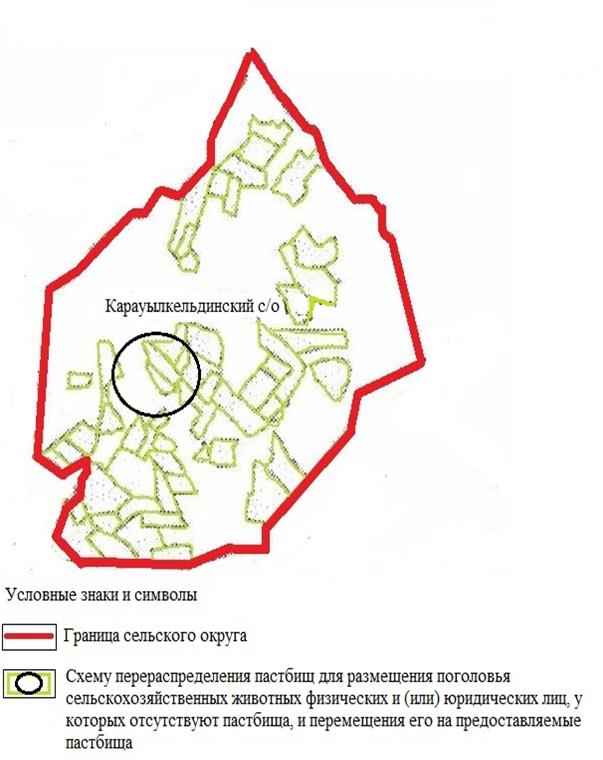 Карауылкельдинский с/о
Условные знаки и символы
Граница сельского округа
Схему перераспределения пастбищ для размещения поголовья
сельскохозяйственных животных физических и (или) юридических лиц, у
которых отсутствуют пастбища, и перемещения его на предоставляемые
пастбища